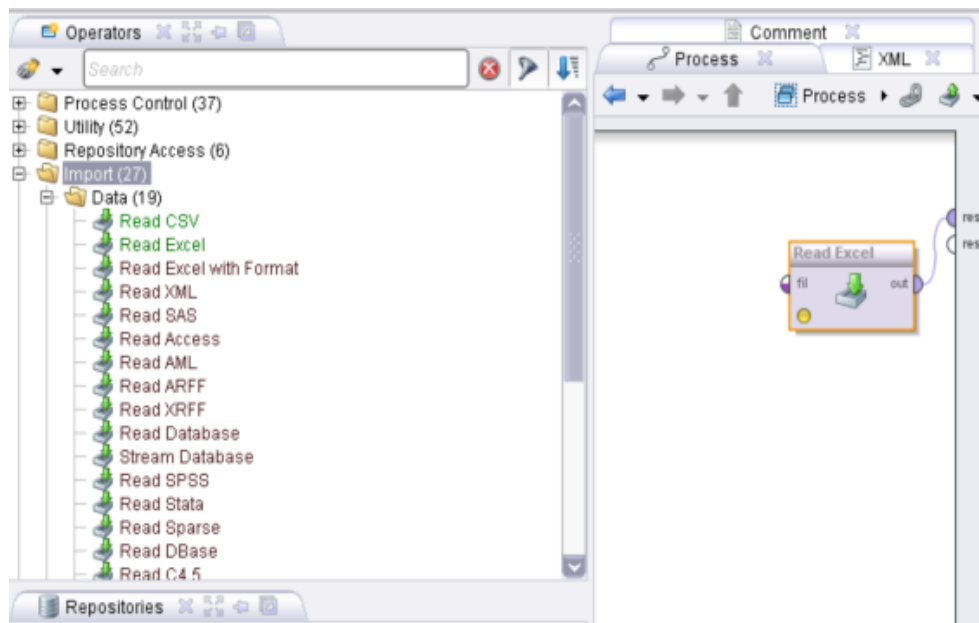 Operators
Search
Process Control (37)
Utility (52)
Repository Access (6)
Import (27)
Data (19)
Read CSV
Read Excel
Read Excel with Format
Read XML
Read SAS
Read Access
Read AML
Read ARFF
Read XRFF
Read Database
Stream Database
Read SPSS
Read Stata
Read Sparse
Read DBase
Read C4.5
Repositories
Comment
Process
XML
Process
res
res
Read Excel
fil
out